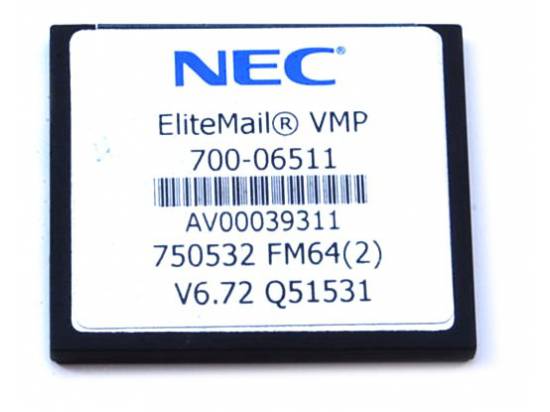 NEC®
EliteMail® VMP
700-06511
AV00039311
750532 FM64(2)
V6.72 Q51531